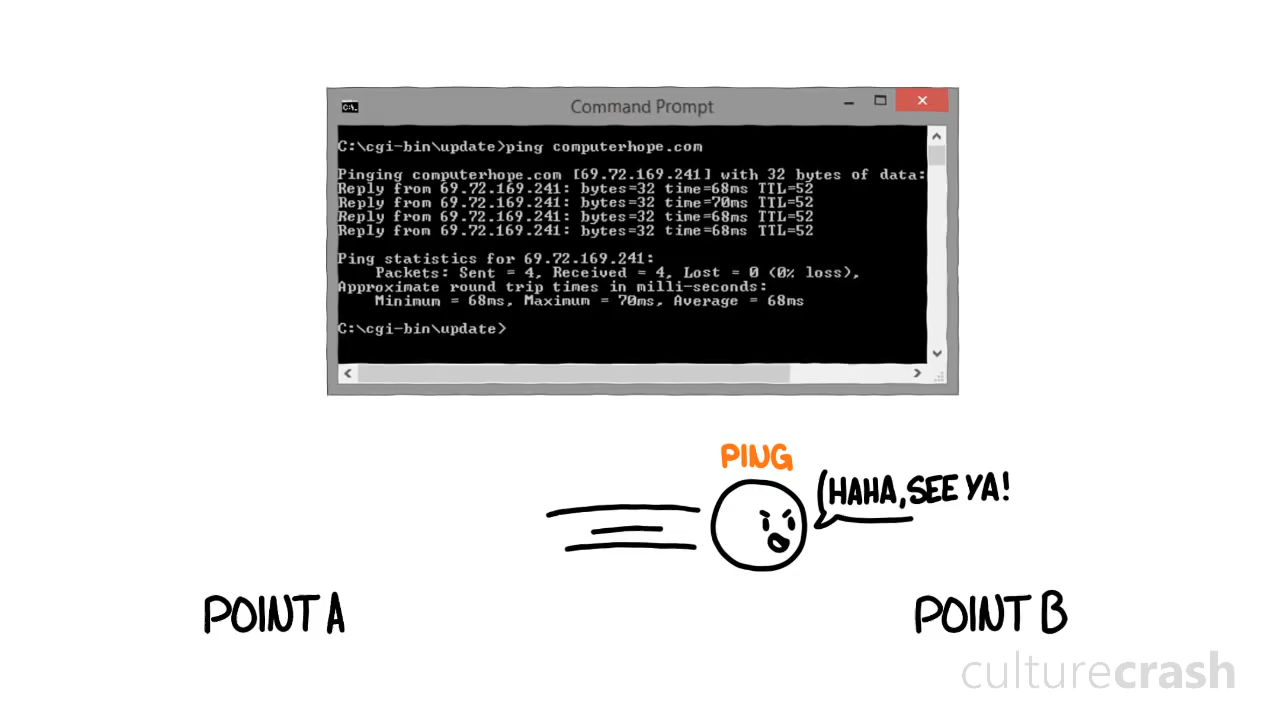 C:\.
Command Prompt
C:\cgi-bin\update>ping computerhope.com
Pinging computerhope.com [69.72.169.241] with 32 bytes of data:
Reply from 69.72.169.241: bytes=32 time=68ms TTL=52
Reply from 69.72.169.241: bytes=32 time=70ms TTL=52
Reply from 69.72.169.241: bytes=32 time=68ms TTL=52
Reply from 69.72.169.241: bytes=32 time=68ms TTL=52
Ping statistics for 69.72.169.241:
Packets: Sent = 4, Received = 4, Lost = 0 (0% loss),
Approximate round trip times in milli-seconds:
Minimum = 68ms, Maximum = 70ms, Average = 68ms
C:\cgi-bin\update>
PING
HAHA, SEE YA!
POINT A
POINT B
culturecrash